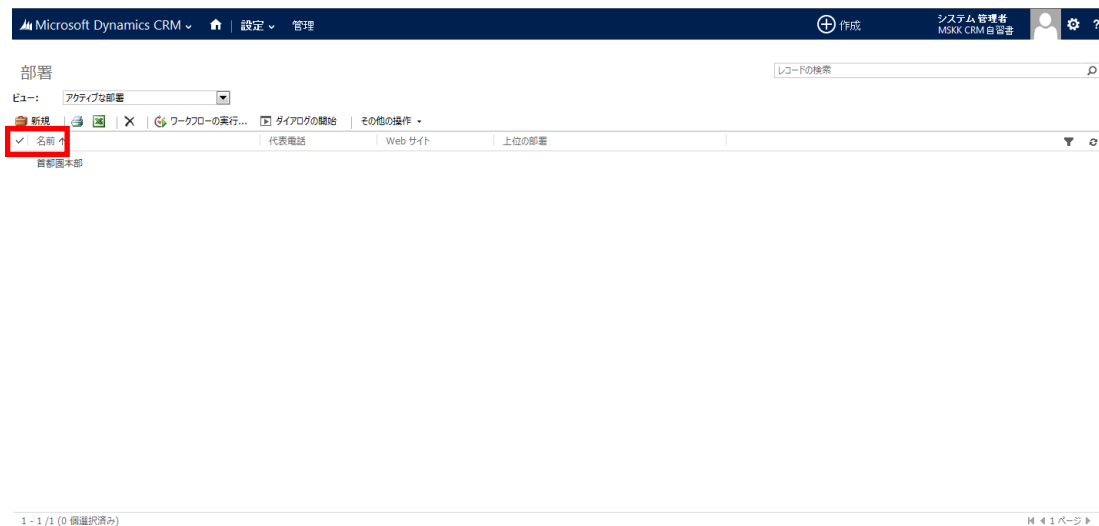 Microsoft Dynamics CRM 設定 管理 作成 システム 管理者
MSKK CRM 自習書 ?
部署 レコードの検索
ビュー: アクティブな部署
新規 ワークフローの実行... ダイアログの開始 その他の操作
名前 代表電話 Web サイト 上位の部署
首都圏本部
1 - 1 /1 (0 個選択済み) 1 ページ